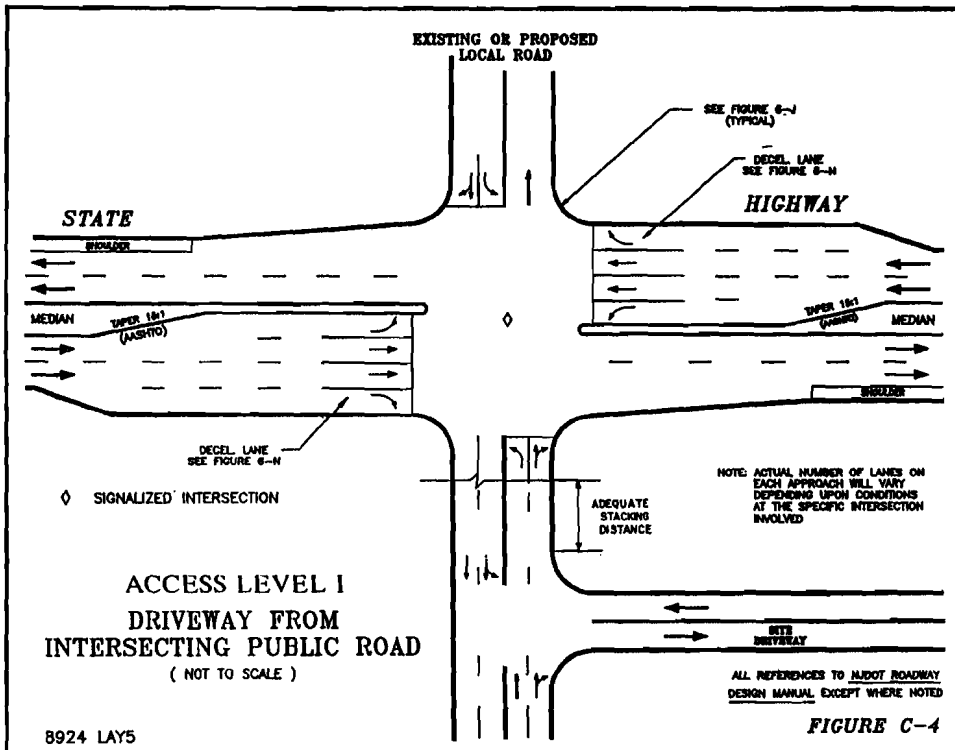 EXISTING OR PROPOSED
LOCAL ROAD
SEE FIGURE 6-J
(TYPICAL)
DECEL. LANE
SEE FIGURE 6-N
STATE
HIGHWAY
SHOULDER
MEDIAN
TAPER 15:1
(AASHTO)
TAPER 15:1
(AASHTO)
MEDIAN
SHOULDER
DECEL. LANE
SEE FIGURE 6-N
◊ SIGNALIZED INTERSECTION
NOTE: ACTUAL NUMBER OF LANES ON
EACH APPROACH WILL VARY
DEPENDING UPON CONDITIONS
AT THE SPECIFIC INTERSECTION
INVOLVED
ADEQUATE
STACKING
DISTANCE
ACCESS LEVEL I
DRIVEWAY FROM
INTERSECTING PUBLIC ROAD
( NOT TO SCALE )
SITE
DRIVEWAY
ALL REFERENCES TO NJDOT ROADWAY
DESIGN MANUAL EXCEPT WHERE NOTED
FIGURE C-4
8924 LAY5